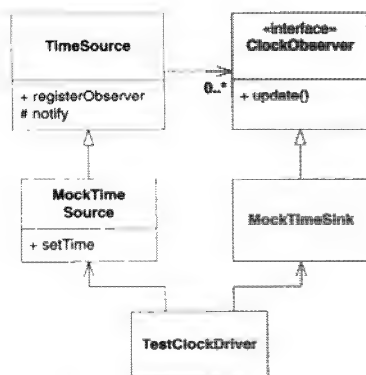 TimeSource
+ registerObserver
# notify
0..*
«interface»
ClockObserver
+ update()
MockTime
Source
+ setTime
MockTimeSink
TestClockDriver